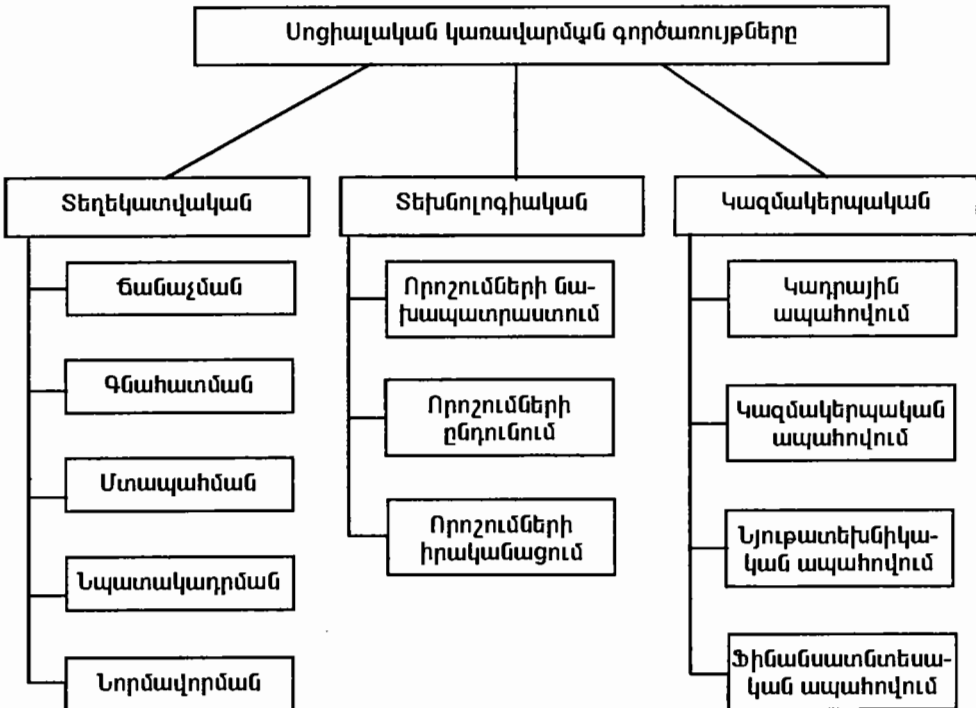 Սոցիալական կառավարման գործառույթները
Տեղեկատվական
Ճանաչման
Գնահատման
Մտապահման
Նպատակադրման
Նորմավորման
Տեխնոլոգիական
Որոշումների նա-
խապատրաստում
Որոշումների
ընդունում
Որոշումների
իրականացում
Կազմակերպական
Կադրային
ապահովում
Կազմակերպական
ապահովում
Նյութատեխնիկա-
կան ապահովում
Ֆինանսատնտեսա-
կան ապահովում